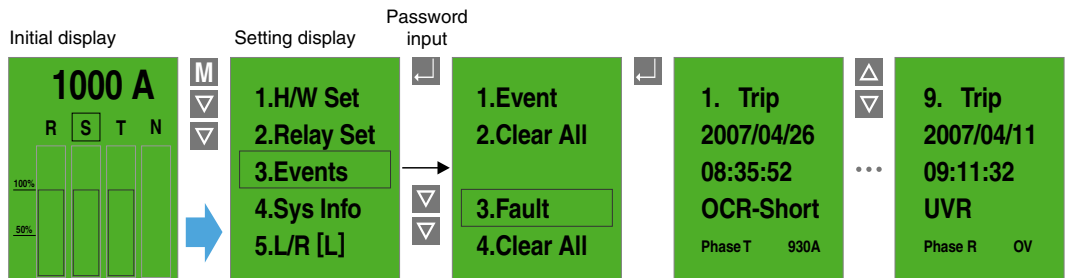 Initial display
1000 A
R S T N
100%
50%
M
Setting display
1.H/W Set
2.Relay Set
3.Events
4.Sys Info
5.L/R [L]
Password
input
1.Event
2.Clear All
3.Fault
4.Clear All
1. Trip
2007/04/26
08:35:52
OCR-Short
Phase T 930A
...
9. Trip
2007/04/11
09:11:32
UVR
Phase R OV